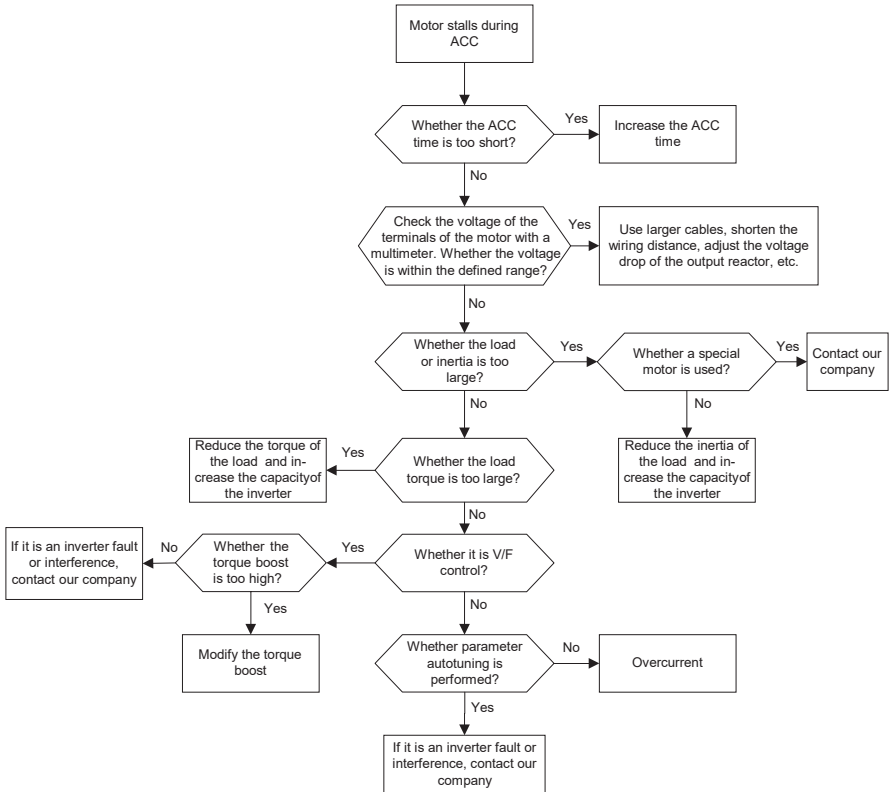 Motor stalls during
ACC
Whether the ACC
time is too short?
Yes
Increase the ACC
time
No
Check the voltage of the
terminals of the motor with a
multimeter. Whether the voltage
is within the defined range?
Yes
Use larger cables, shorten the
wiring distance, adjust the voltage
drop of the output reactor, etc.
No
Whether the load
or inertia is too
large?
Yes
Whether a special
motor is used?
Yes
Contact our
company
No
No
Reduce the torque of
the load  and in-
crease the capacityof
the inverter
Yes
Whether the load
torque is too large?
Reduce the inertia of
the load  and in-
crease the capacityof
the inverter
No
If it is an inverter fault
or interference,
contact our company
No
Whether the
torque boost
is too high?
Yes
Whether it is V/F
control?
Yes
No
Modify the torque
boost
Whether parameter
autotuning is
performed?
No
Overcurrent
Yes
If it is an inverter fault or
interference, contact our
company